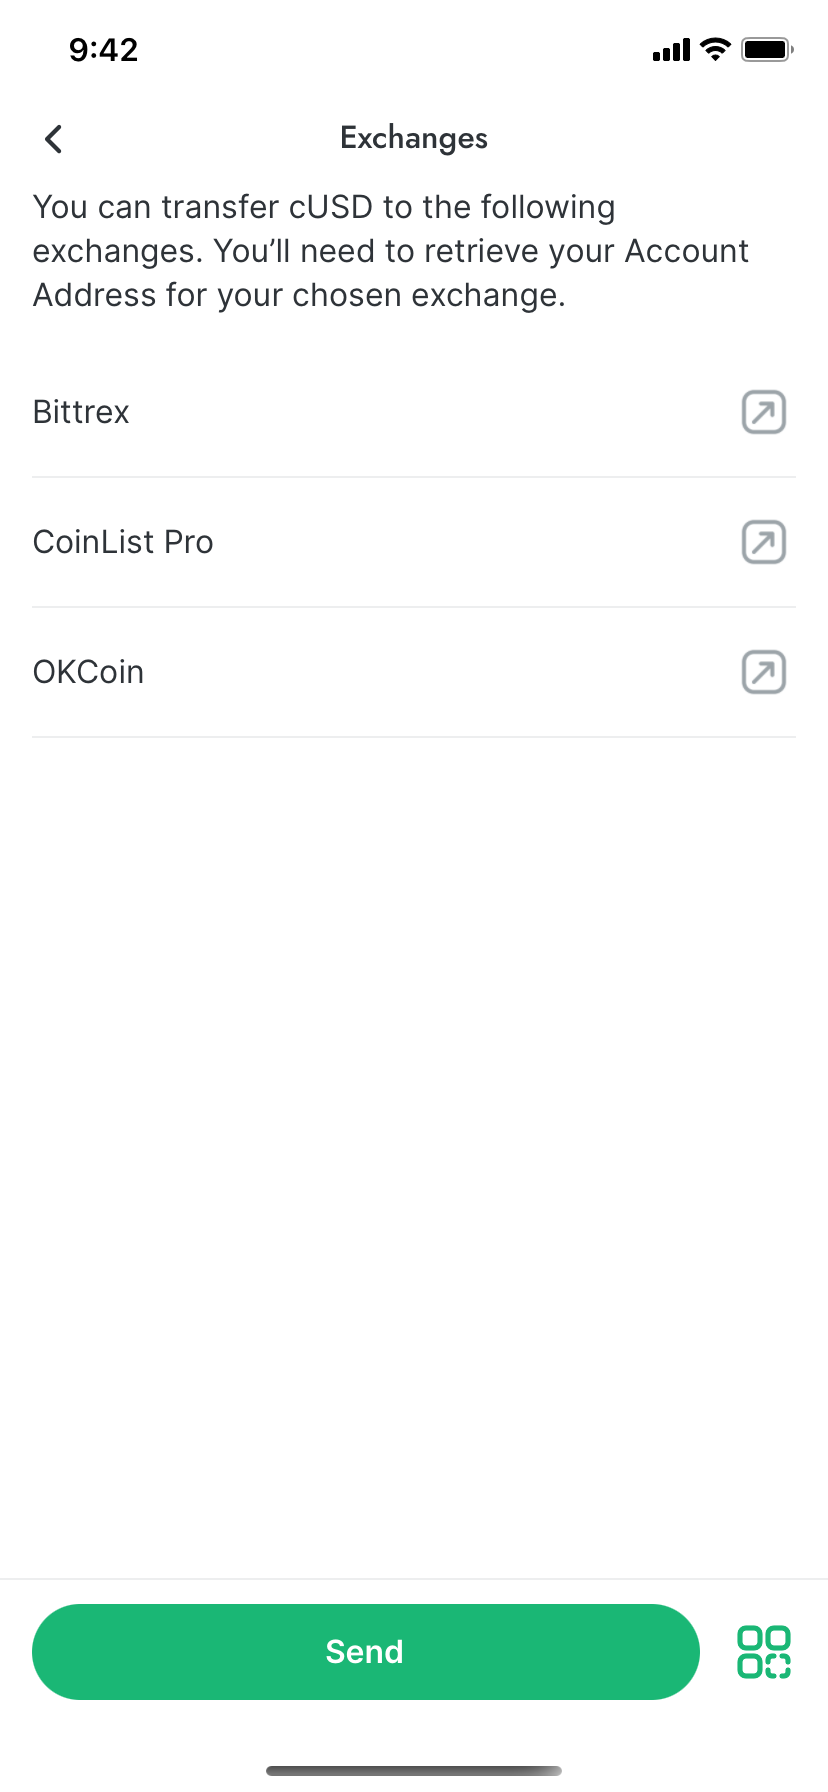 9:42
Exchanges
You can transfer cUSD to the following
exchanges. You’ll need to retrieve your Account
Address for your chosen exchange.
Bittrex
CoinList Pro
OKCoin
Send